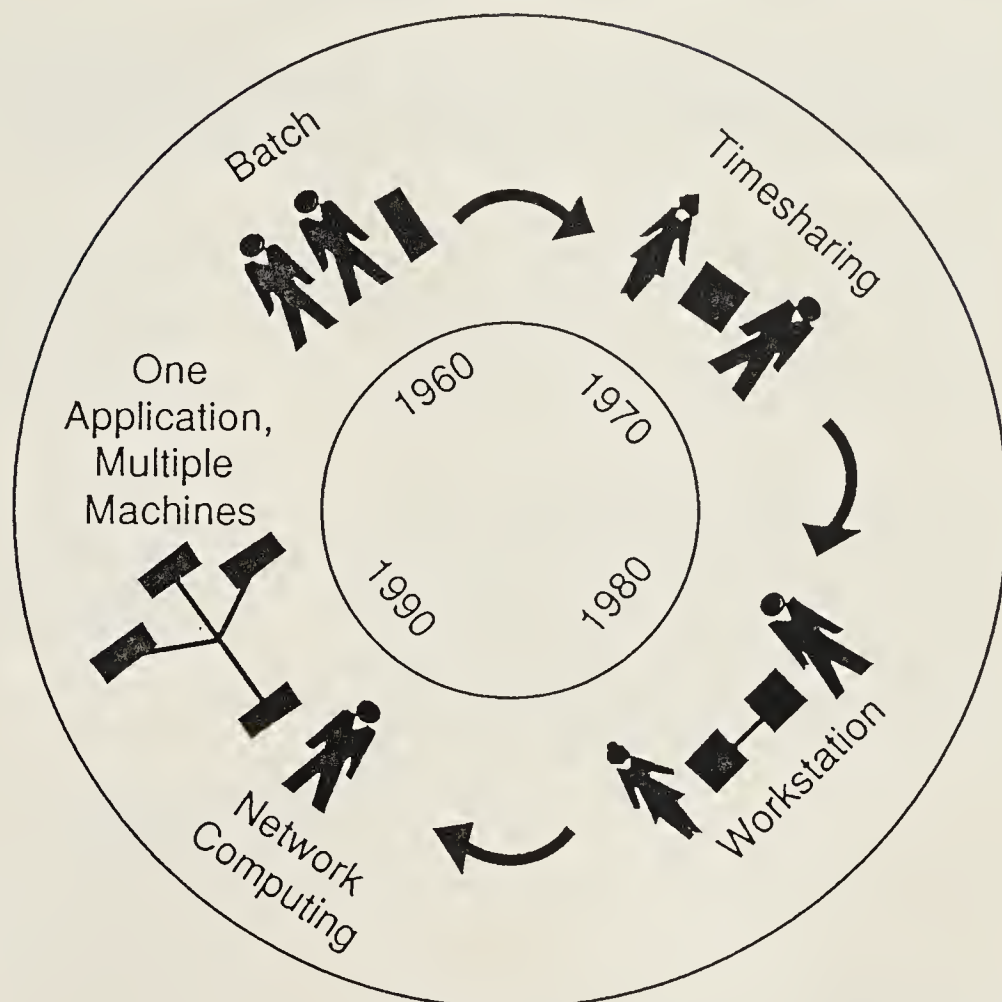 Batch
Timesharing
1960
1970
One
Application,
Multiple
Machines
1990
1980
Workstation
Network
Computing